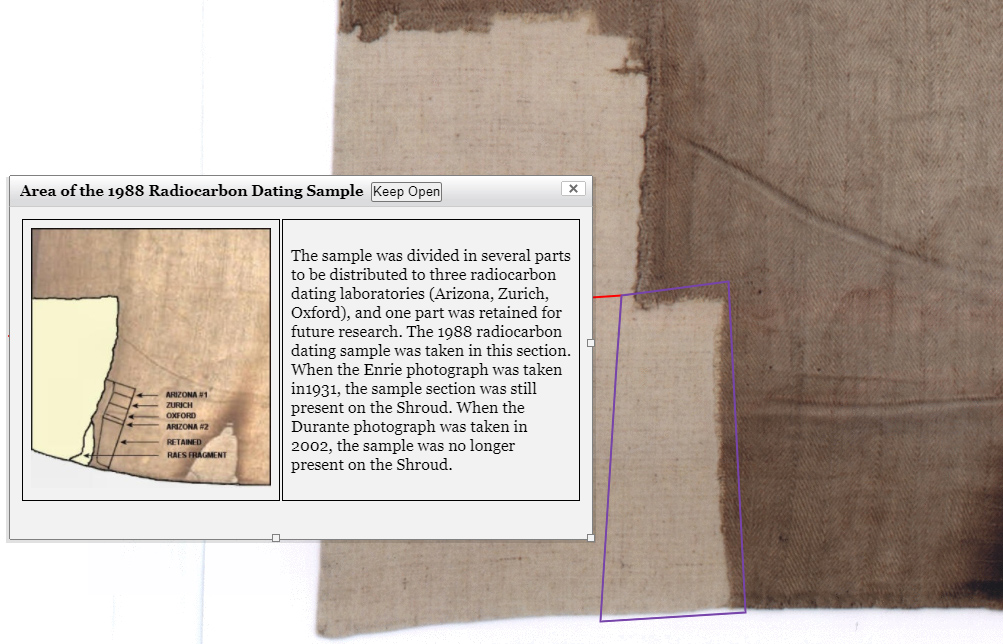 Area of the 1988 Radiocarbon Dating Sample Keep Open
The sample was divided in several parts
to be distributed to three radiocarbon
dating laboratories (Arizona, Zurich,
Oxford), and one part was retained for
future research. The 1988 radiocarbon
dating sample was taken in this section.
When the Enrie photograph was taken
in1931, the sample section was still
present on the Shroud. When the
Durante photograph was taken in
2002, the sample was no longer
present on the Shroud.
ARIZONA #1
ZURICH
OXFORD
ARIZONA #2
RETAINED
RAES FRAGMENT